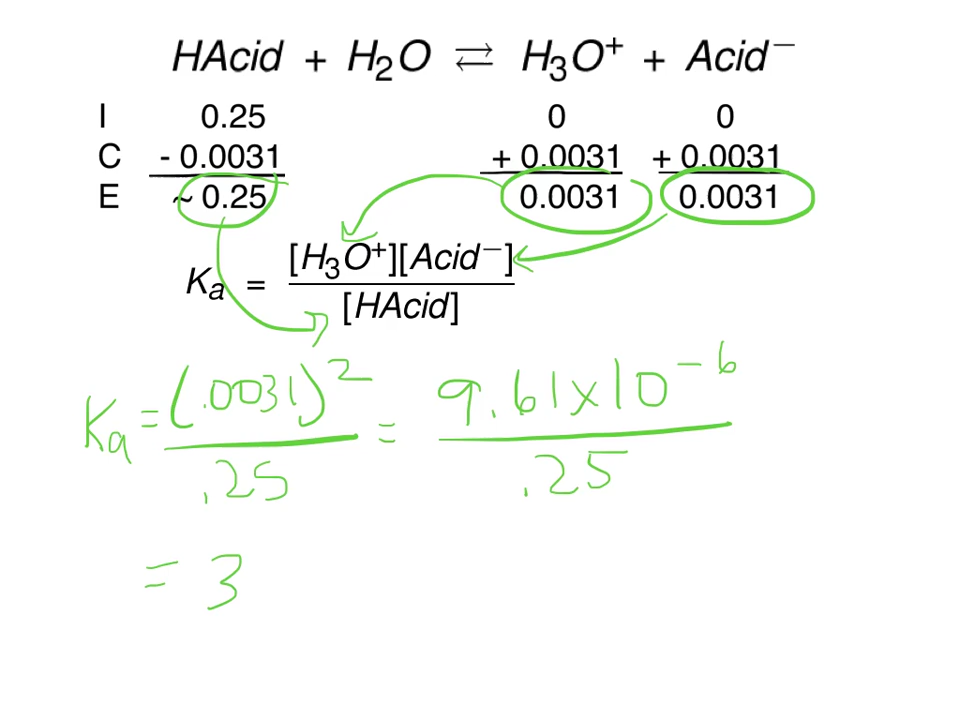 HAcid + H₂O ⇄ H₃O⁺ + Acid⁻
I 0.25 0 0
C - 0.0031 + 0.0031 + 0.0031
E ~ 0.25 0.0031 0.0031
Kₐ = [H₃O⁺][Acid⁻] / [HAcid]
Ka = (.0031)² / .25 = 9.61x10⁻⁶ / .25
= 3